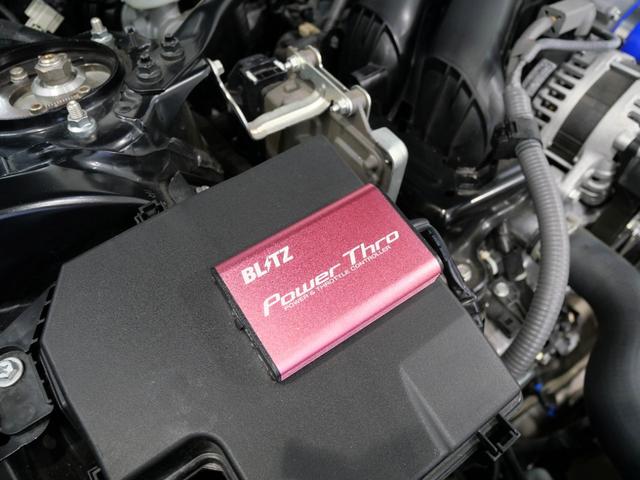 BLITZ
Power Thro
POWER & THROTTLE CONTROLLER